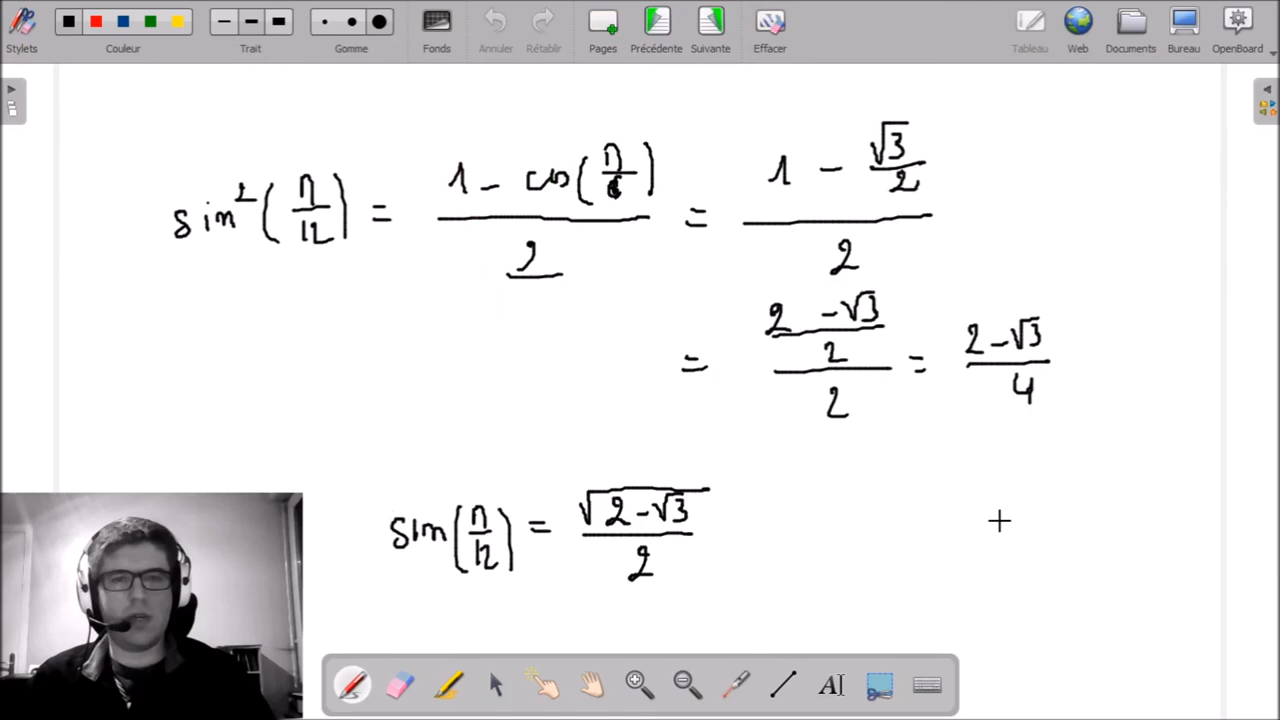 Stylets Couleur Trait Gomme Fonds Annuler Rétablir Pages Précédente Suivante Effacer Tableau Web Documents Bureau OpenBoard
sin²(π/12) = (1 - cos(π/6))/2 = (1 - √3/2)/2
= ((2 - √3)/2)/2 = (2 - √3)/4
sin(π/12) = √(2 - √3)/2
+
AI